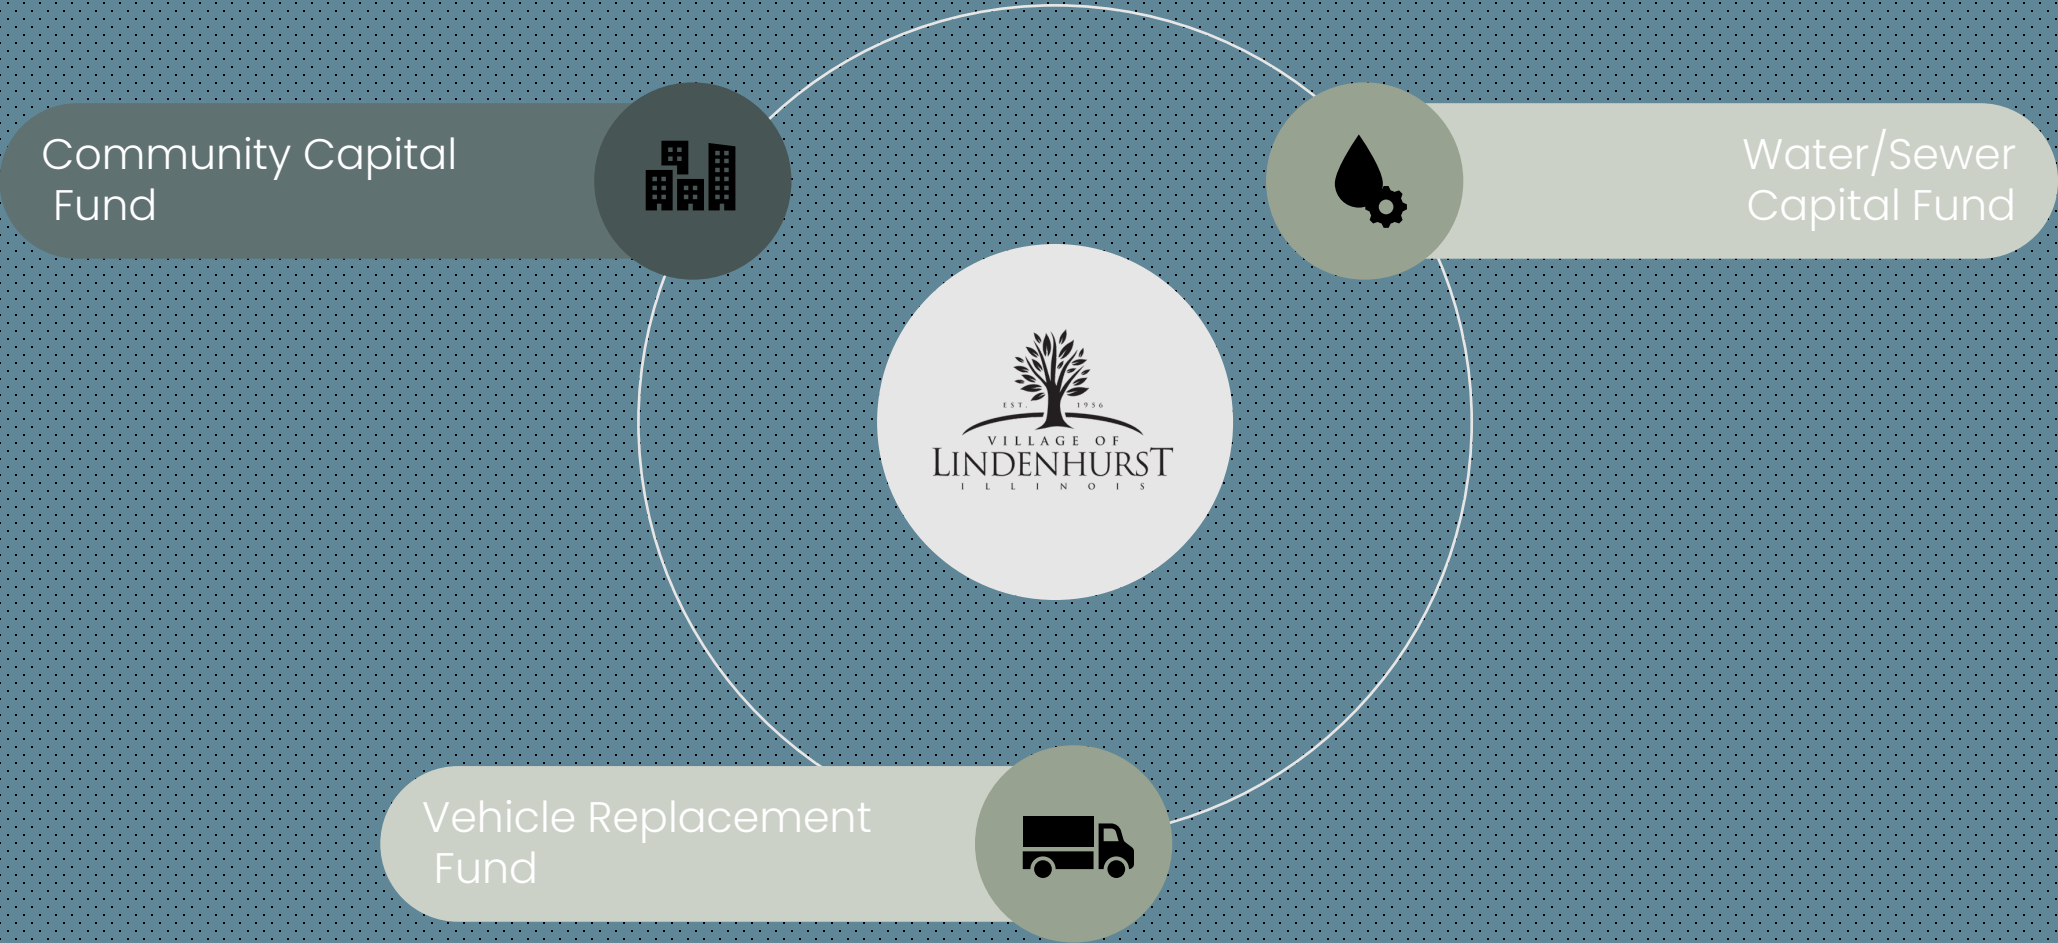 Community Capital
Fund
Water/Sewer
Capital Fund
EST. 1956
VILLAGE OF
LINDENHURST
ILLINOIS
Vehicle Replacement
Fund